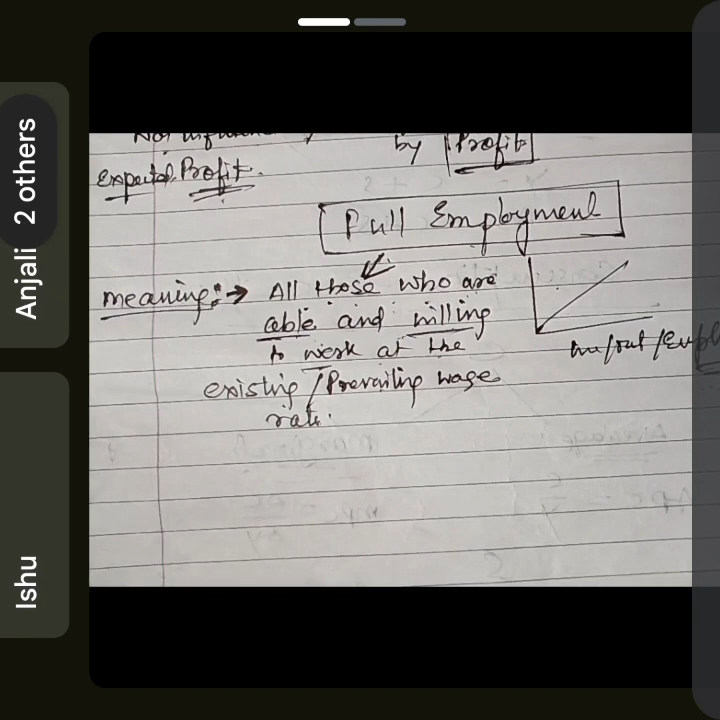 by Profit
Expected Profit.
Full Employment
meaning:→ All those who are
able and willing
to work at the
existing / Prevailing wage
rate.
Anjali 2 others
Ishu